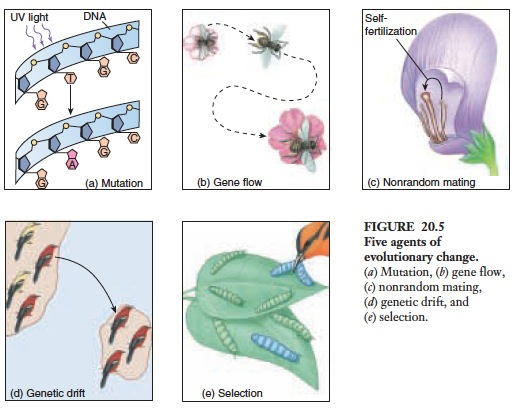 UV light
DNA
C
G
T
G
C
G
A
G
(a) Mutation
(b) Gene flow
Self-
fertilization
(c) Nonrandom mating
(d) Genetic drift
(e) Selection
FIGURE 20.5
Five agents of
evolutionary change.
(a) Mutation, (b) gene flow,
(c) nonrandom mating,
(d) genetic drift, and
(e) selection.